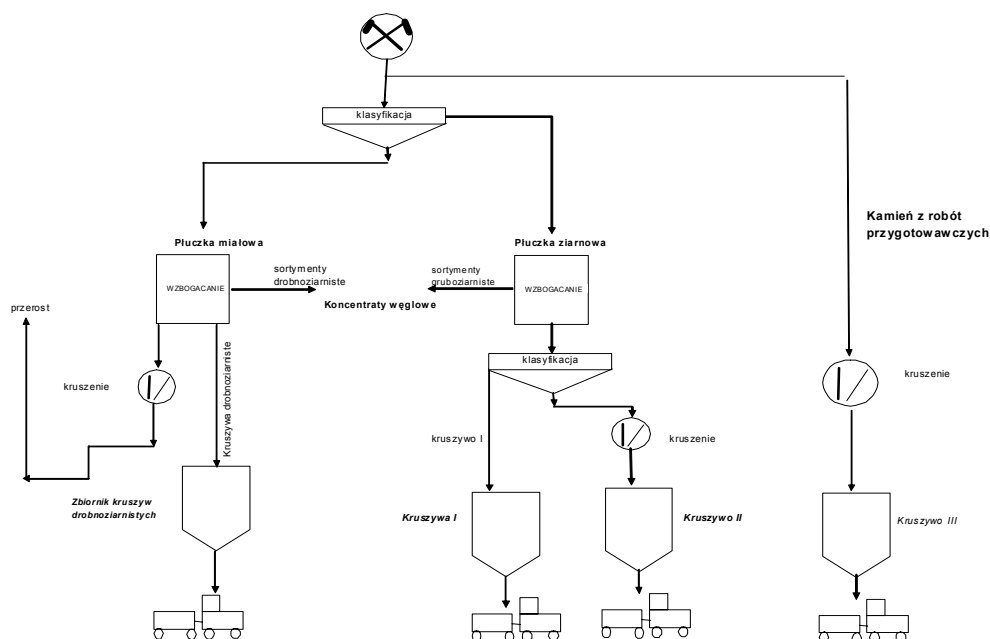 klasyfikacja
Kamień z robót
przygotowawczych
Płuczka miałowa
Płuczka ziarnowa
WZBOGACANIE
sortymenty
drobnoziarniste
sortymenty
gruboziarniste
WZBOGACANIE
Koncentraty węglowe
przerost
klasyfikacja
kruszenie
Kruszywa drobnoziarniste
kruszenie
kruszywo I
kruszenie
Zbiornik kruszyw
drobnoziarnistych
Kruszywa I
Kruszywo II
Kruszywo III